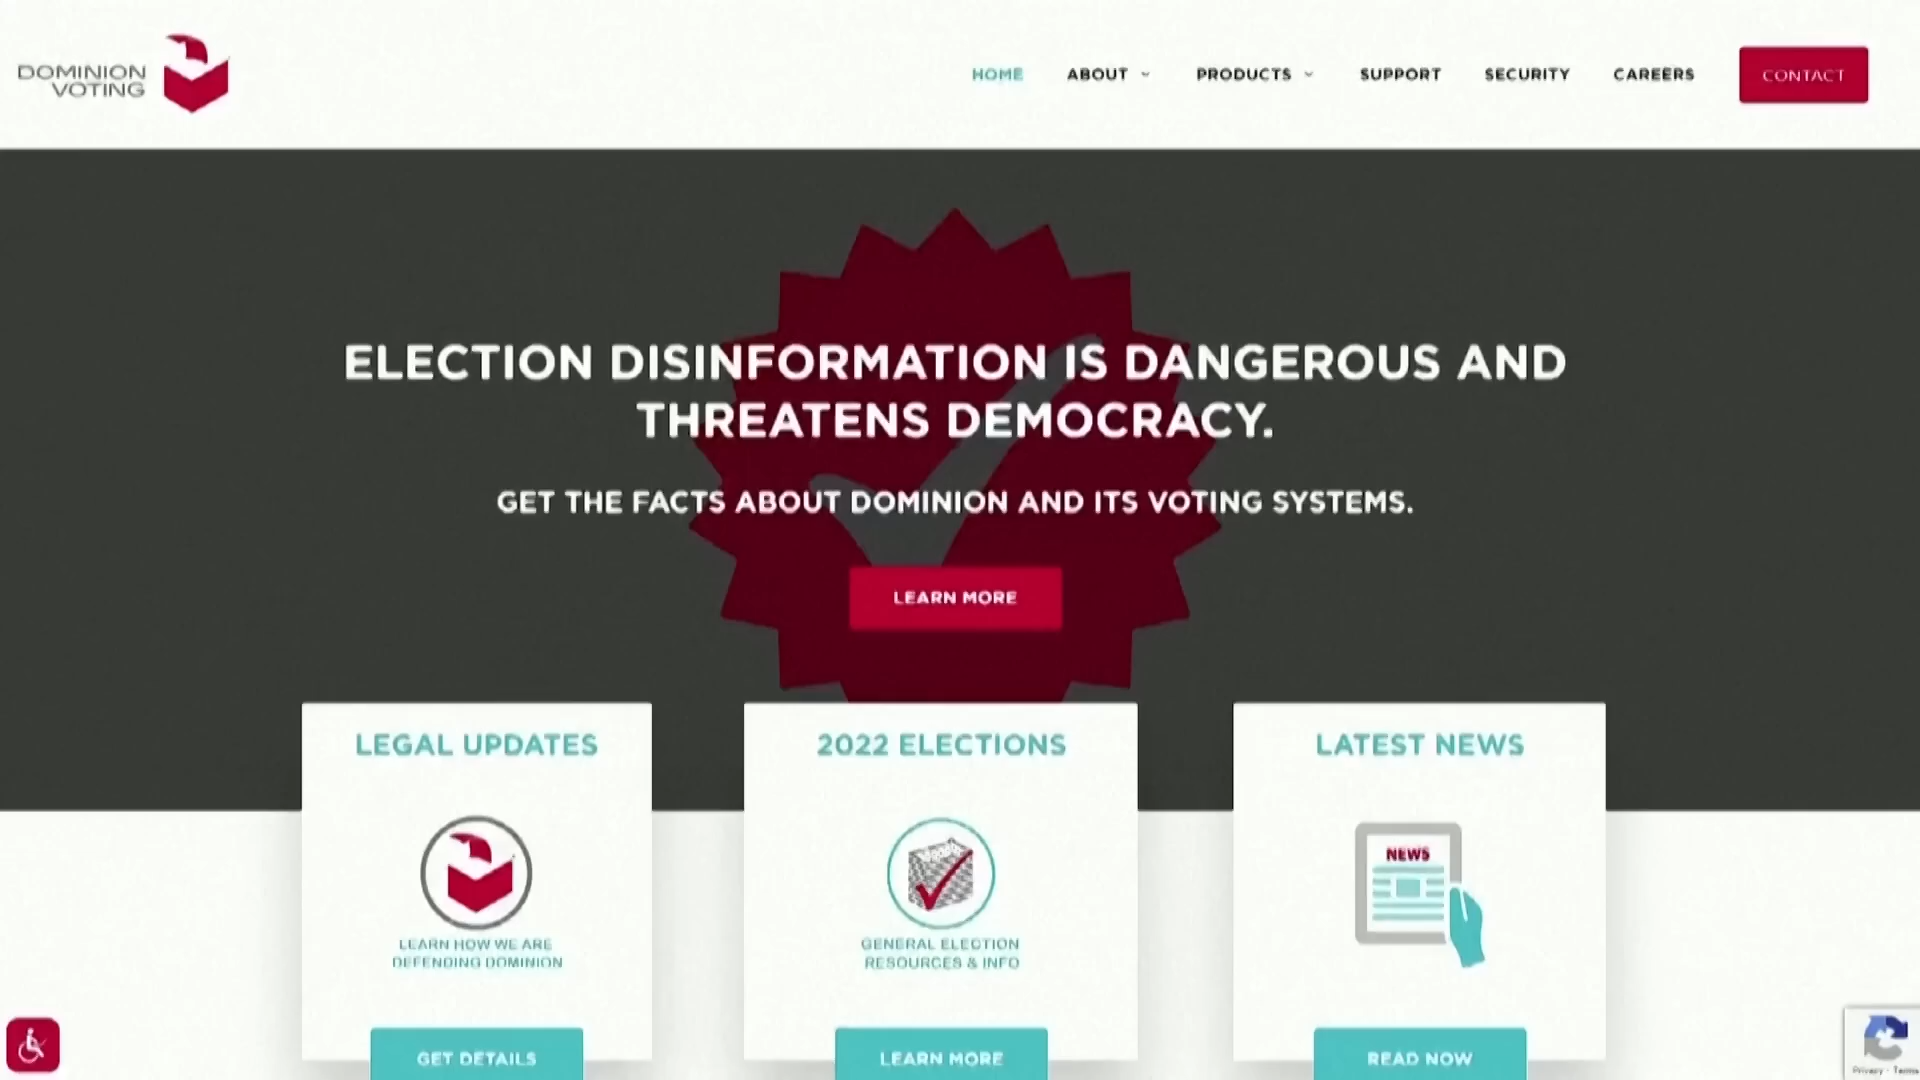 DOMINION
VOTING
HOME ABOUT PRODUCTS SUPPORT SECURITY CAREERS CONTACT
ELECTION DISINFORMATION IS DANGEROUS AND
THREATENS DEMOCRACY.
GET THE FACTS ABOUT DOMINION AND ITS VOTING SYSTEMS.
LEARN MORE
LEGAL UPDATES
LEARN HOW WE ARE
DEFENDING DOMINION
GET DETAILS
2022 ELECTIONS
GENERAL ELECTION
RESOURCES & INFO
LEARN MORE
LATEST NEWS
NEWS
READ NOW
Privacy - Terms